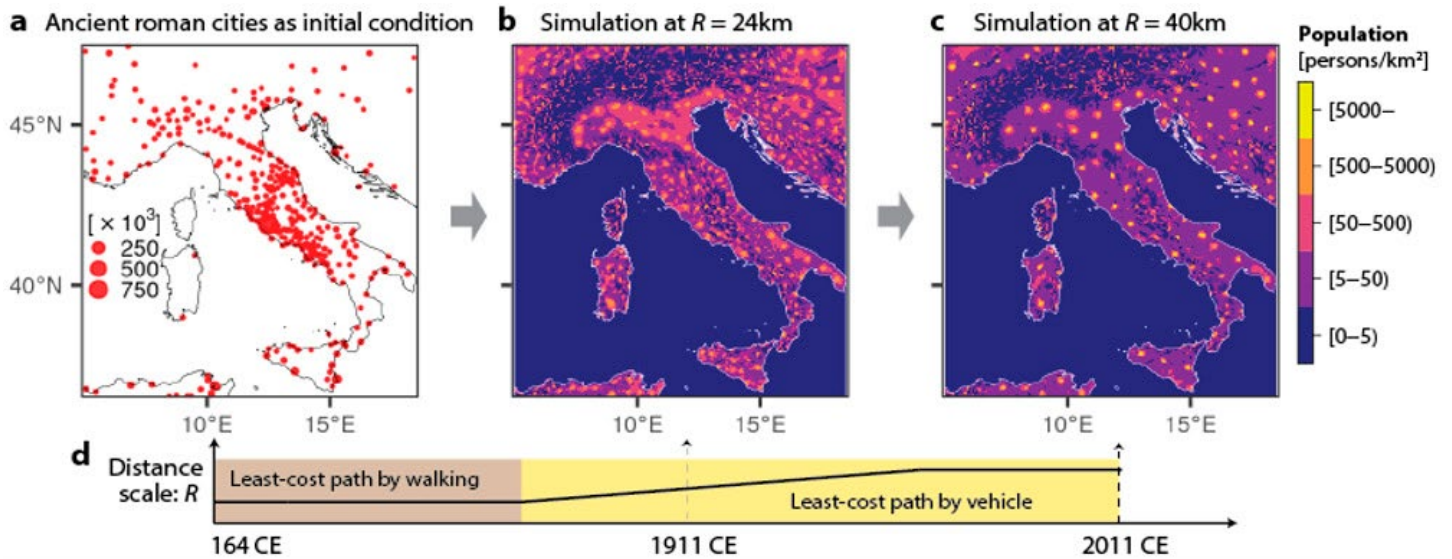 a Ancient roman cities as initial condition
b Simulation at R = 24km
c Simulation at R = 40km
Population
[persons/km²]
[5000–
[500–5000)
[50–500)
[5–50)
[0–5)
45°N
40°N
[ × 10³]
250
500
750
10°E 15°E
10°E 15°E
10°E 15°E
d Distance
scale: R
Least-cost path by walking
Least-cost path by vehicle
164 CE 1911 CE 2011 CE